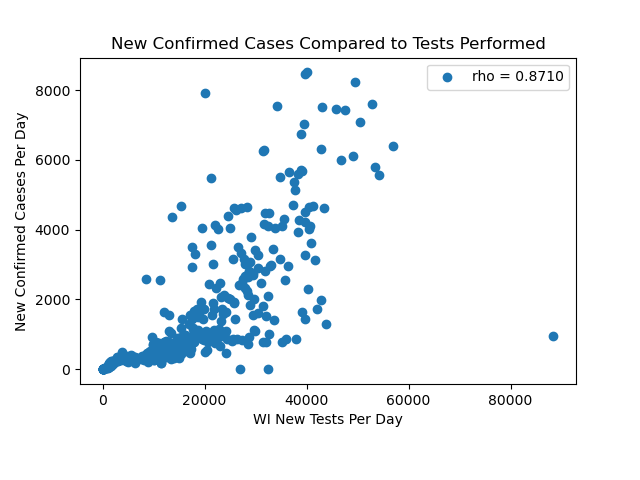 New Confirmed Cases Compared to Tests Performed
rho = 0.8710
New Confirmed Caeses Per Day
8000
6000
4000
2000
0
0 20000 40000 60000 80000
WI New Tests Per Day